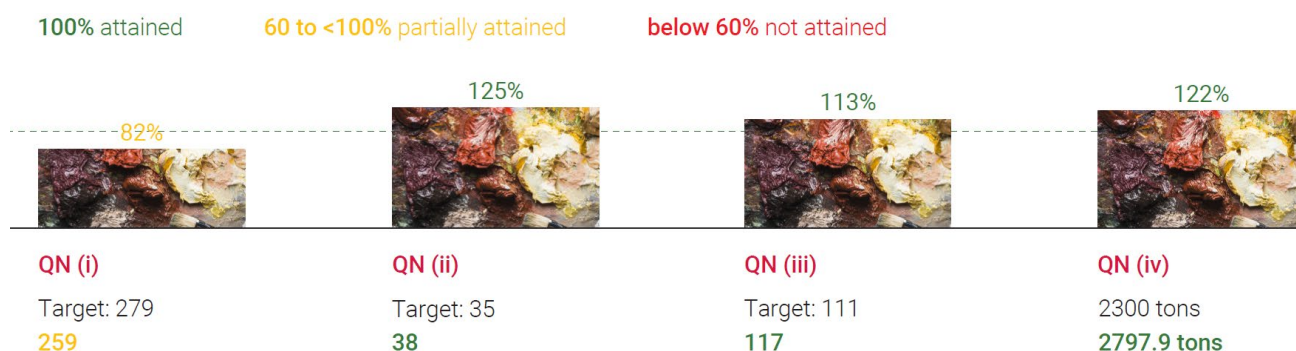 100% attained
60 to <100% partially attained
below 60% not attained
82%
125%
113%
122%
QN (i)
Target: 279
259
QN (ii)
Target: 35
38
QN (iii)
Target: 111
117
QN (iv)
2300 tons
2797.9 tons